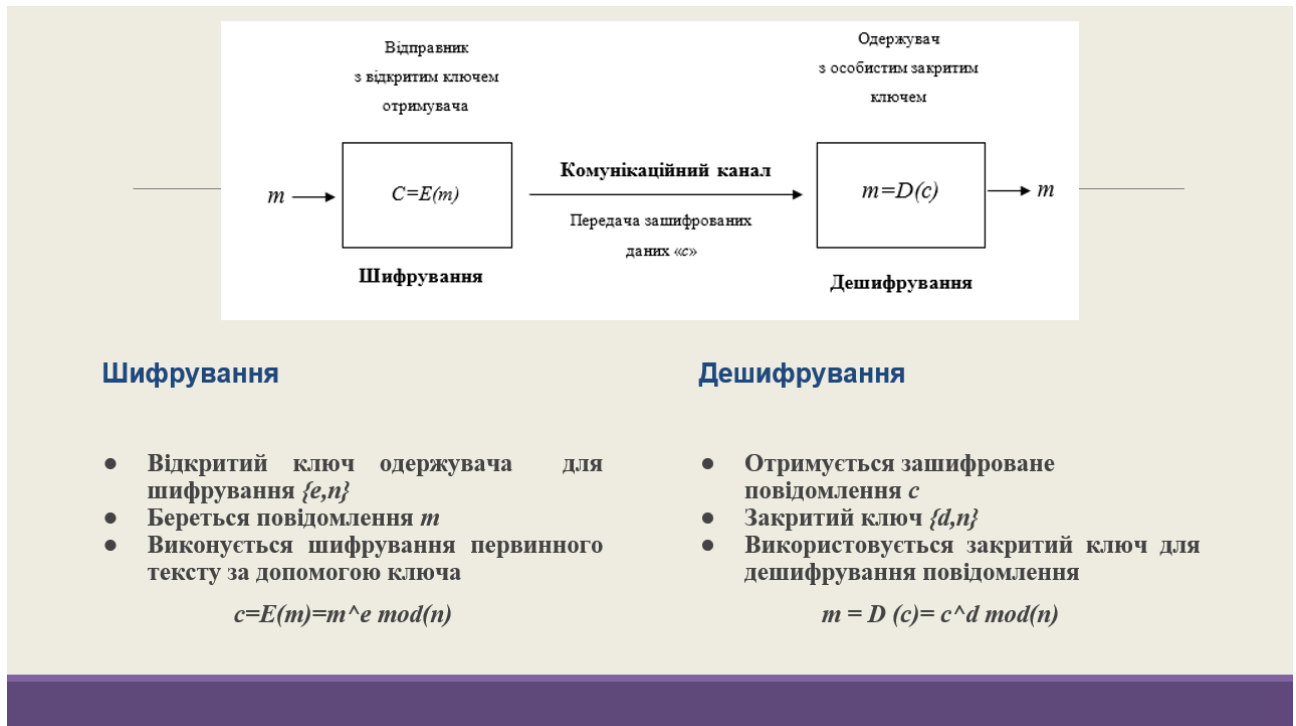 Відправник
з відкритим ключем
отримувача
Одержувач
з особистим закритим
ключем
m
C=E(m)
Комунікаційний канал
Передача зашифрованих
даних «c»
m=D(c)
m
Шифрування
Дешифрування
Шифрування
● Відкритий ключ одержувача для
шифрування {e,n}
● Береться повідомлення m
● Виконується шифрування первинного
тексту за допомогою ключа
c=E(m)=m^e mod(n)
Дешифрування
● Отримується зашифроване
повідомлення c
● Закритий ключ {d,n}
● Використовується закритий ключ для
дешифрування повідомлення
m = D (c)= c^d mod(n)